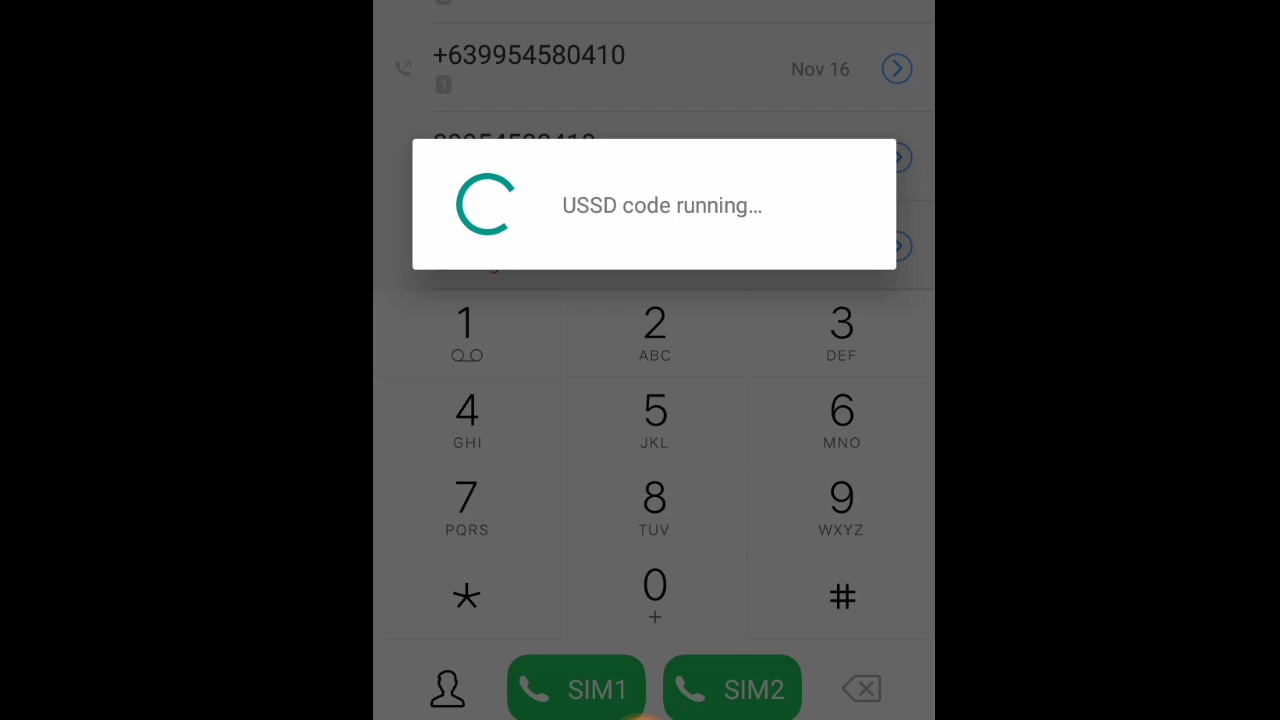 +639954580410
Nov 16
1
USSD code running...
1
2
ABC
3
DEF
4
GHI
5
JKL
6
MNO
7
PQRS
8
TUV
9
WXYZ
*
0
+
#
SIM1
SIM2